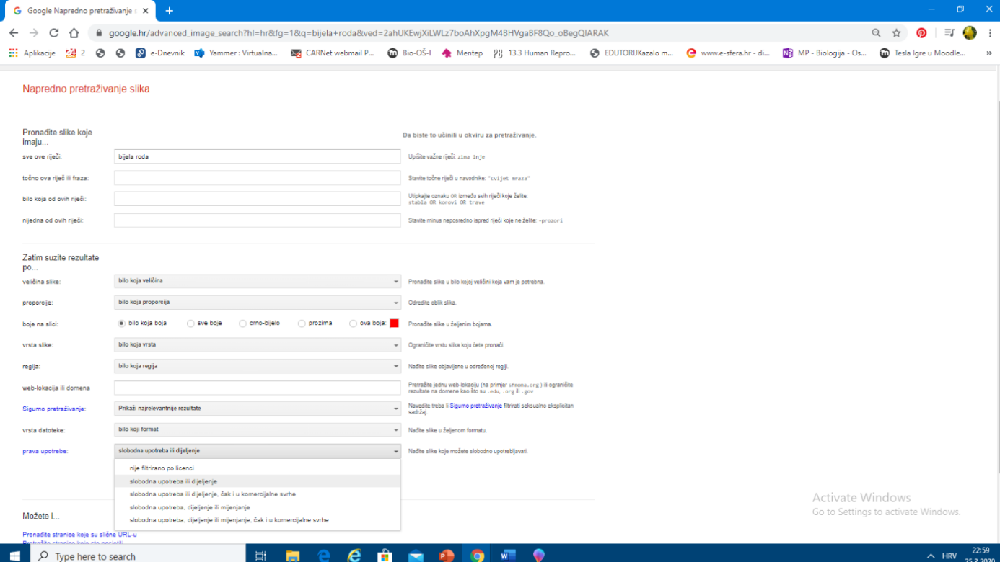 Google Napredno pretraživanje s
google.hr/advanced_image_search?hl=hr&fg=1&q=bijela+roda&ved=2ahUKEwjXiLWLz7boAhXpgM4BHVgaBF8Qo_oBegQIARAK
Aplikacije 2 e-Dnevnik Yammer : Virtualna... CARNet webmail P... Bio-OŠ-I Mentep 13.3 Human Repro... EDUTORIJKazalo m... www.e-sfera.hr - di... MP - Biologija - Os... Tesla Igre u Moodle... »
Napredno pretraživanje slika
Pronađite slike koje
imaju...
Da biste to učinili u okviru za pretraživanje.
sve ove riječi: bijela roda Upišite važne riječi: zima inje
točno ova riječ ili fraza: Stavite točne riječi u navodnike: "cvijet mraza"
bilo koja od ovih riječi: Utipkajte oznaku OR između svih riječi koje želite:
stabla OR korovi OR trave
nijedna od ovih riječi: Stavite minus neposredno ispred riječi koje ne želite: -prozori
Zatim suzite rezultate
po...
veličina slike: bilo koja veličina Pronađite slike u bilo kojoj veličini koja vam je potrebna.
proporcije: bilo koja proporcija Odredite oblik slika.
boje na slici: bilo koja boja sve boje crno-bijelo prozirna ova boja: Pronađite slike u željenim bojama.
vrsta slike: bilo koja vrsta Ograničite vrstu slika koju ćete pronaći.
regija: bilo koja regija Nađite slike objavljene u određenoj regiji.
web-lokacija ili domena Pretražite jednu web-lokaciju (na primjer sfmoma.org ) ili ograničite
rezultate na domene kao što su .edu, .org ili .gov
Sigurno pretraživanje: Prikaži najrelevantnije rezultate Navedite treba li Sigurno pretraživanje filtrirati seksualno eksplicitan
sadržaj.
vrsta datoteke: bilo koji format Nađite slike u željenom formatu.
prava upotrebe: slobodna upotreba ili dijeljenje Nađite slike koje možete slobodno upotrebljavati.
nije filtrirano po licenci
slobodna upotreba ili dijeljenje
slobodna upotreba ili dijeljenje, čak i u komercijalne svrhe
slobodna upotreba, dijeljenje ili mijenjanje
slobodna upotreba, dijeljenje ili mijenjanje, čak i u komercijalne svrhe
Activate Windows
Go to Settings to activate Windows.
Možete i...
Pronađite stranice koje su slične URL-u
Pretražite stranice koje ste posjetili
Type here to search
HRV
22:59
25.3.2020.